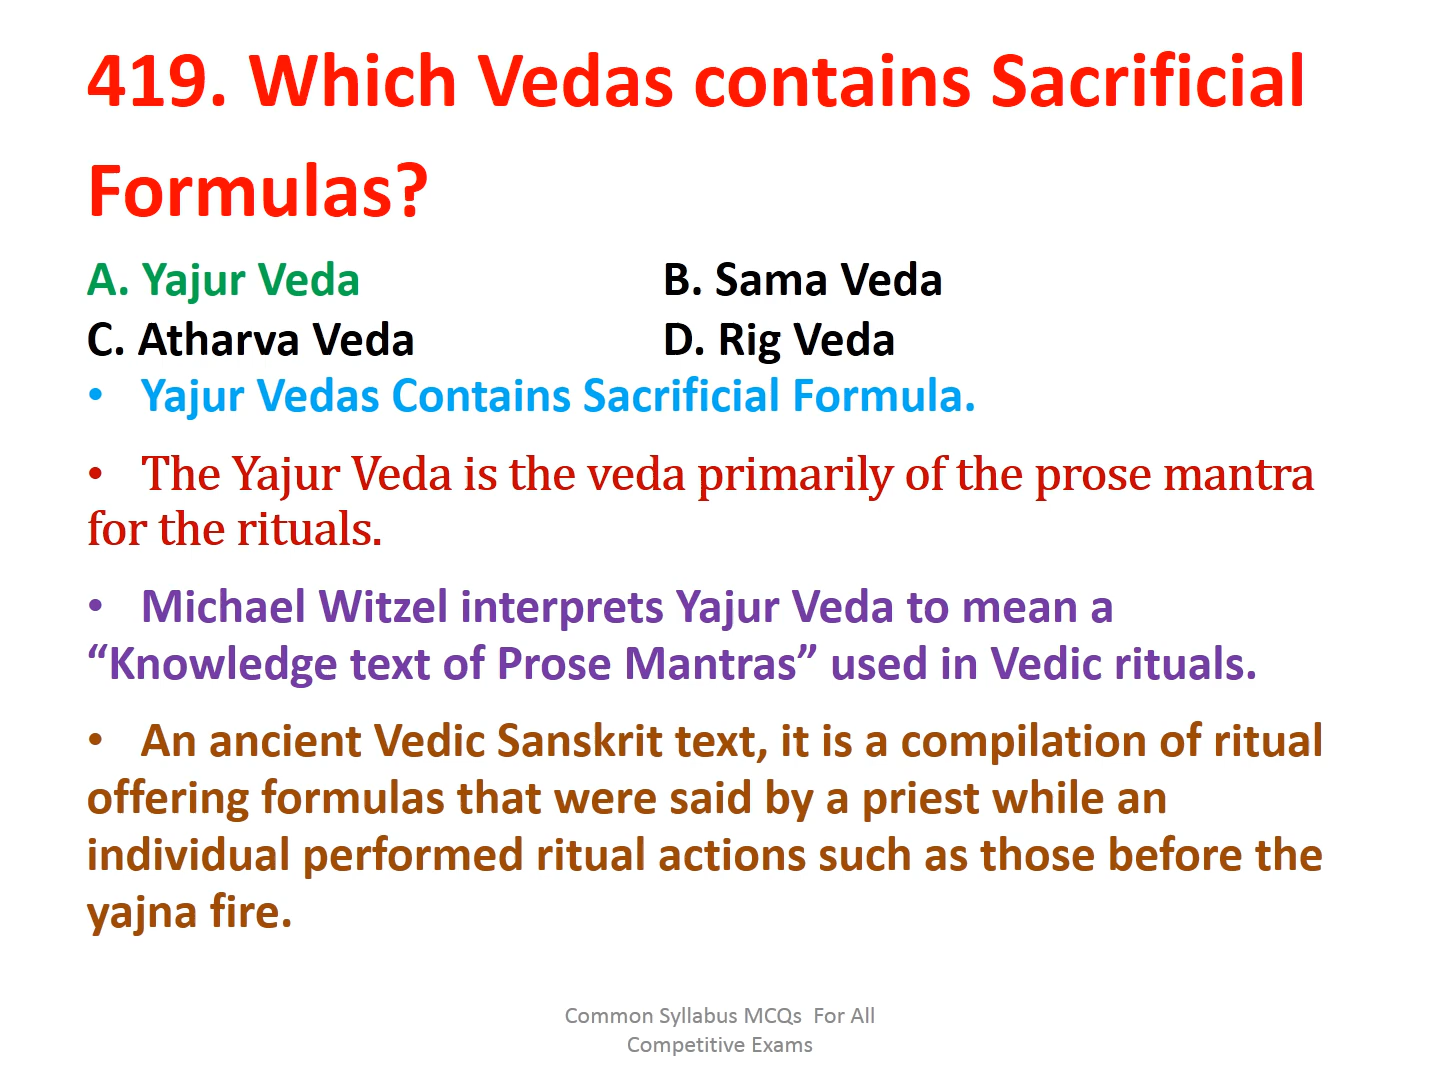 419. Which Vedas contains Sacrificial
Formulas?
A. Yajur Veda B. Sama Veda
C. Atharva Veda D. Rig Veda
• Yajur Vedas Contains Sacrificial Formula.
• The Yajur Veda is the veda primarily of the prose mantra
for the rituals.
• Michael Witzel interprets Yajur Veda to mean a
“Knowledge text of Prose Mantras” used in Vedic rituals.
• An ancient Vedic Sanskrit text, it is a compilation of ritual
offering formulas that were said by a priest while an
individual performed ritual actions such as those before the
yajna fire.
Common Syllabus MCQs For All
Competitive Exams